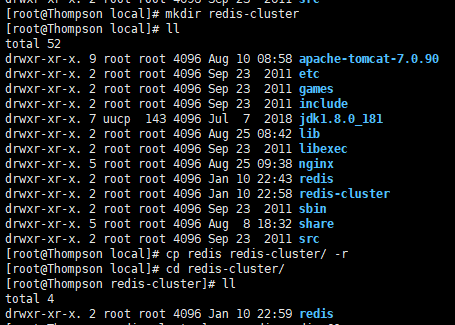 [root@Thompson local]# mkdir redis-cluster
[root@Thompson local]# ll
total 52
drwxr-xr-x. 9 root root 4096 Aug 10 08:58 apache-tomcat-7.0.90
drwxr-xr-x. 2 root root 4096 Sep 23  2011 etc
drwxr-xr-x. 2 root root 4096 Sep 23  2011 games
drwxr-xr-x. 2 root root 4096 Sep 23  2011 include
drwxr-xr-x. 7 uucp  143 4096 Jul  7  2018 jdk1.8.0_181
drwxr-xr-x. 2 root root 4096 Aug 25 08:42 lib
drwxr-xr-x. 2 root root 4096 Sep 23  2011 libexec
drwxr-xr-x. 5 root root 4096 Aug 25 09:38 nginx
drwxr-xr-x. 2 root root 4096 Jan 10 22:43 redis
drwxr-xr-x. 2 root root 4096 Jan 10 22:58 redis-cluster
drwxr-xr-x. 2 root root 4096 Sep 23  2011 sbin
drwxr-xr-x. 5 root root 4096 Aug  8 18:32 share
drwxr-xr-x. 2 root root 4096 Sep 23  2011 src
[root@Thompson local]# cp redis redis-cluster/ -r
[root@Thompson local]# cd redis-cluster/
[root@Thompson redis-cluster]# ll
total 4
drwxr-xr-x. 2 root root 4096 Jan 10 22:59 redis